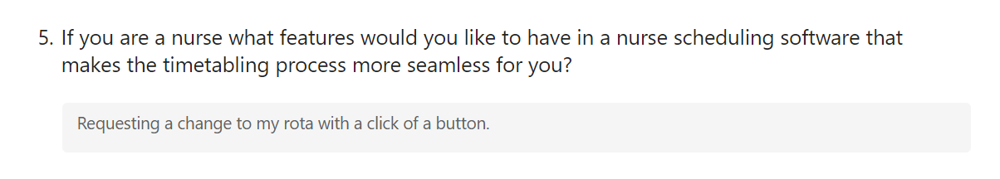 5. If you are a nurse what features would you like to have in a nurse scheduling software that
makes the timetabling process more seamless for you?
Requesting a change to my rota with a click of a button.